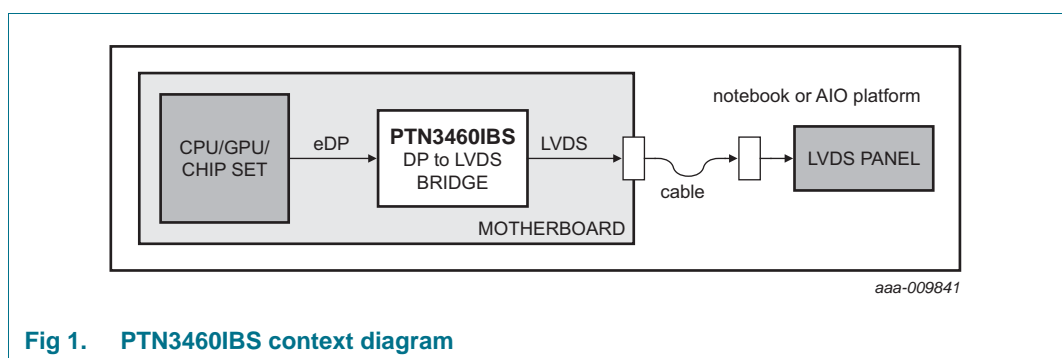 CPU/GPU/
CHIP SET
eDP
PTN3460IBS
DP to LVDS
BRIDGE
LVDS
MOTHERBOARD
cable
notebook or AIO platform
LVDS PANEL
aaa-009841
Fig 1. PTN3460IBS context diagram